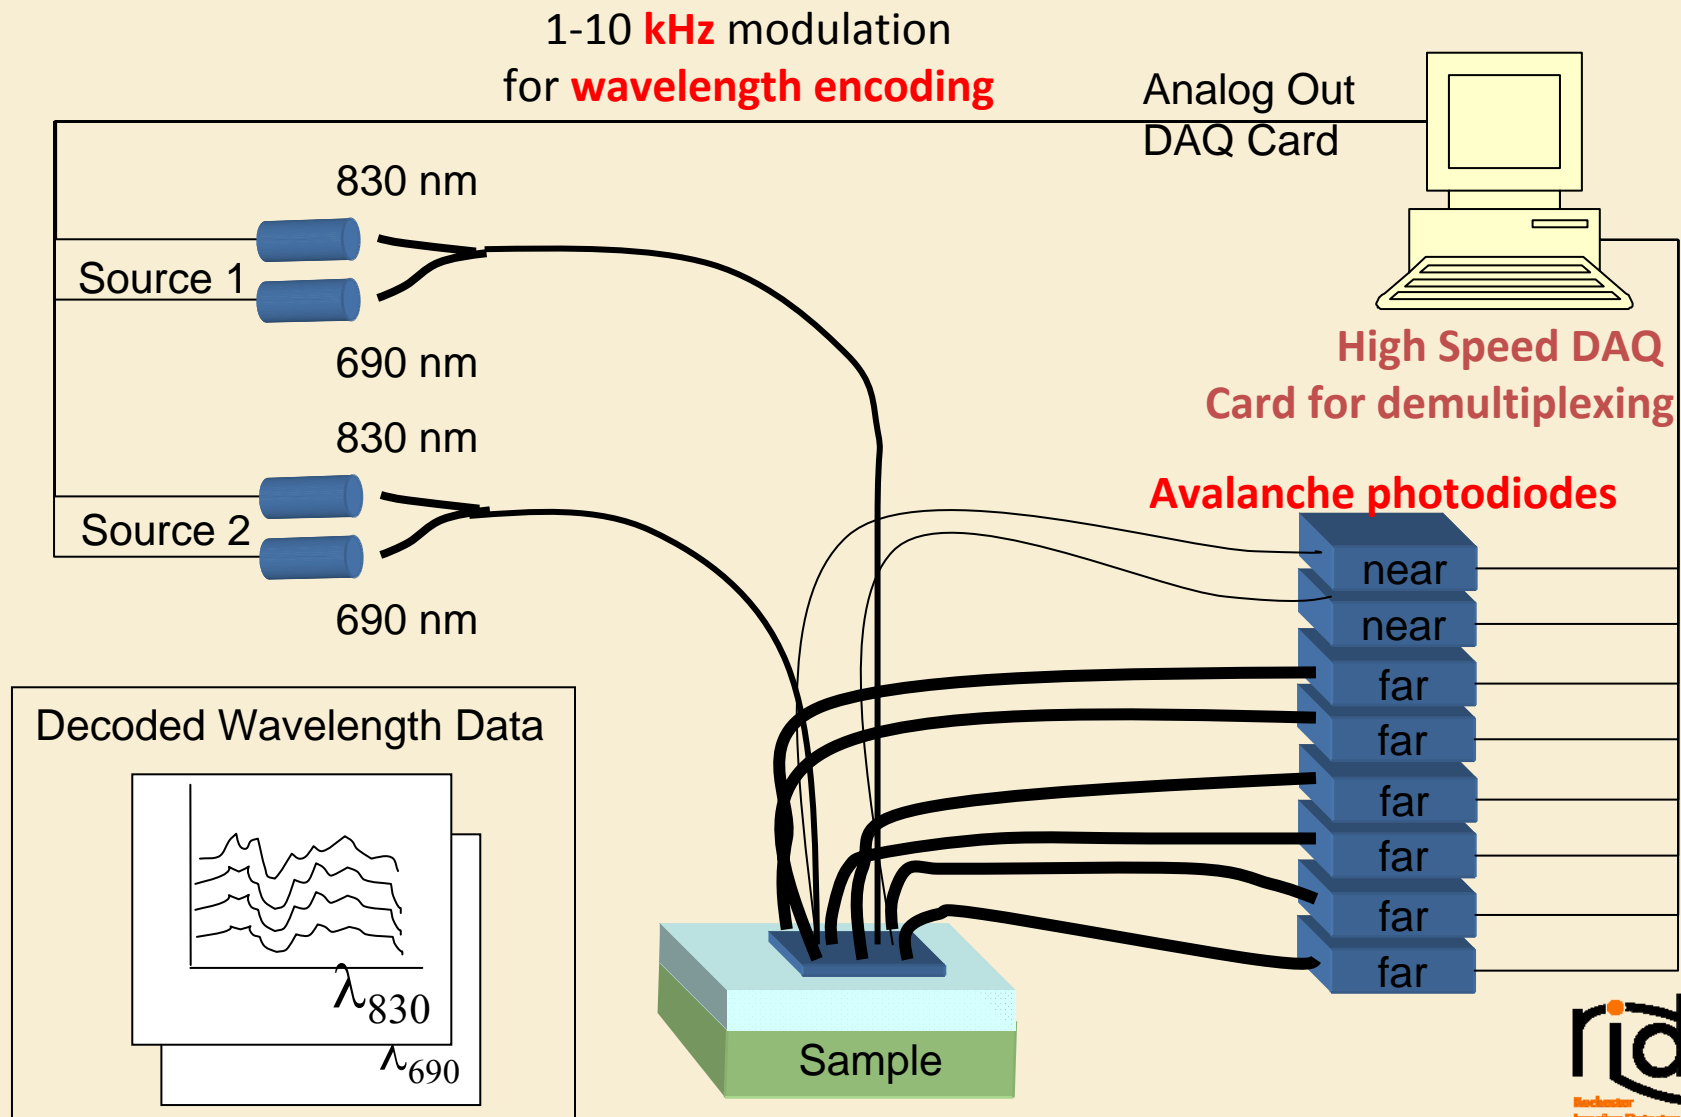 1-10 kHz modulation
for wavelength encoding
Analog Out
DAQ Card
830 nm
Source 1
690 nm
High Speed DAQ
Card for demultiplexing
830 nm
Source 2
690 nm
Avalanche photodiodes
near
near
far
far
far
far
far
far
Decoded Wavelength Data
λ830
λ690
Sample
rid
Rochester